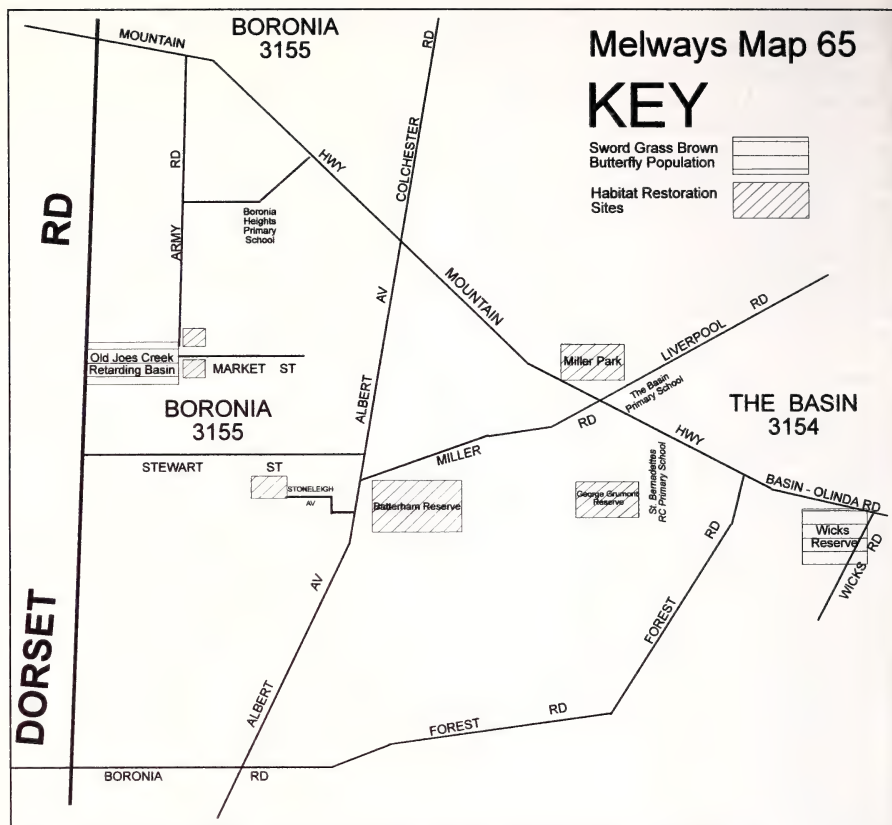 BORONIA
3155
Melways Map 65
KEY
Sword Grass Brown
Butterfly Population
Habitat Restoration
Sites
MOUNTAIN
HWY
MOUNTAIN
HWY
RD
COLCHESTER
RD
ARMY
Boronia
Heights
Primary
School
RD
DORSET
AV
ALBERT
Old Joes Creek
Retarding Basin
MARKET ST
BORONIA
3155
Miller Park
LIVERPOOL
RD
The Basin
Primary School
THE BASIN
3154
MILLER
RD
STEWART ST
STONELEIGH
AV
Batterham Reserve
George Grumont
Reserve
St. Bernadettes
RC Primary School
BASIN - OLINDA RD
Wicks
Reserve
WICKS
RD
AV
ALBERT
FOREST
RD
FOREST
RD
BORONIA
RD